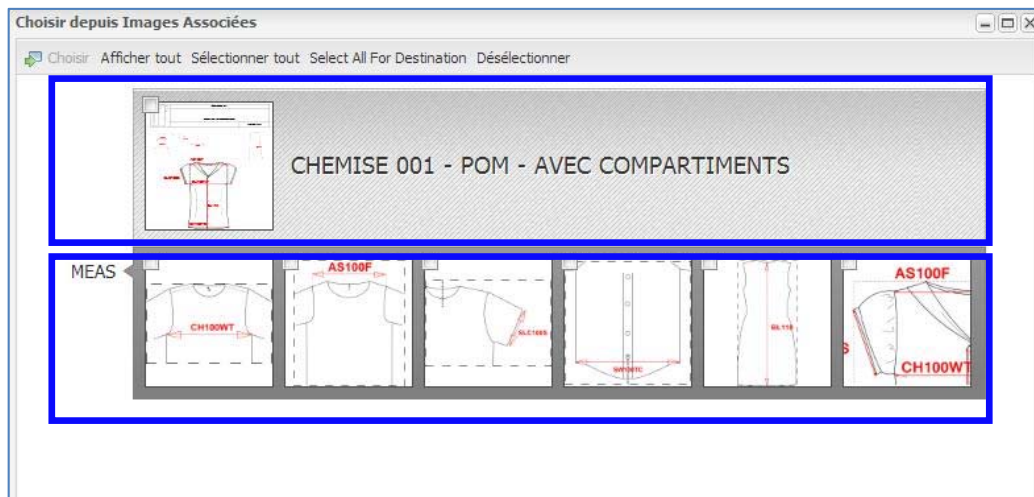 Choisir depuis Images Associées
Choisir Afficher tout Sélectionner tout Select All For Destination Désélectionner
CHEMISE 001 - POM - AVEC COMPARTIMENTS
MEAS
AS100F AS100F
CH100WT CH100WT